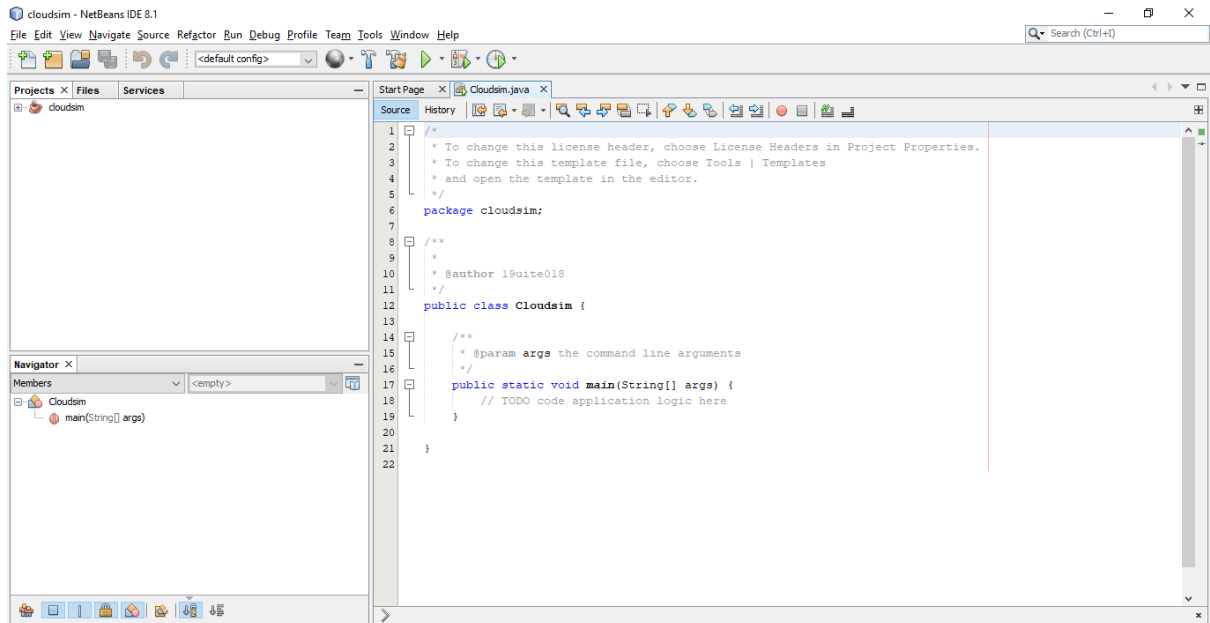 cloudsim - NetBeans IDE 8.1
File Edit View Navigate Source Refactor Run Debug Profile Team Tools Window Help
Search (Ctrl+I)
<default config>
Projects Files Services
cloudsim
Start Page Cloudsim.java
Source History
1 /*
2 * To change this license header, choose License Headers in Project Properties.
3 * To change this template file, choose Tools | Templates
4 * and open the template in the editor.
5 */
6 package cloudsim;
7
8 /**
9 *
10 * @author 19uite018
11 */
12 public class Cloudsim {
13
14 /**
15 * @param args the command line arguments
16 */
17 public static void main(String[] args) {
18 // TODO code application logic here
19 }
20
21 }
22
Navigator
Members <empty>
Cloudsim
main(String[] args)